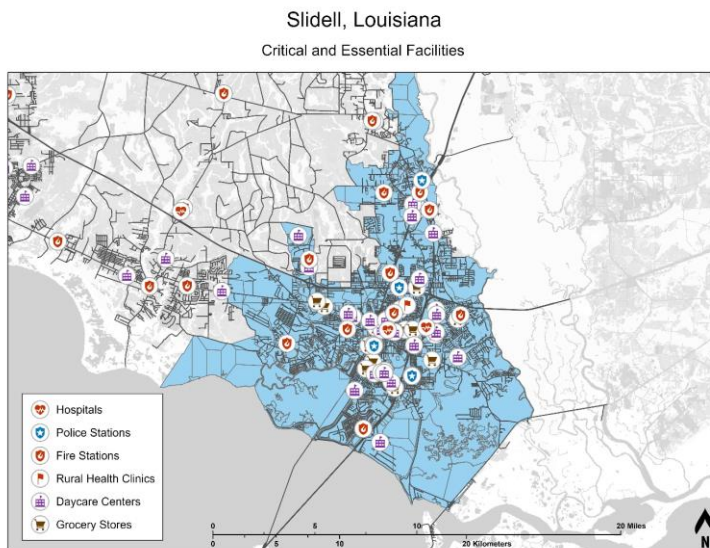 Slidell, Louisiana
Critical and Essential Facilities
Hospitals
Police Stations
Fire Stations
Rural Health Clinics
Daycare Centers
Grocery Stores
0 5 10 20 Miles
0 5 10 20 Kilometers
N